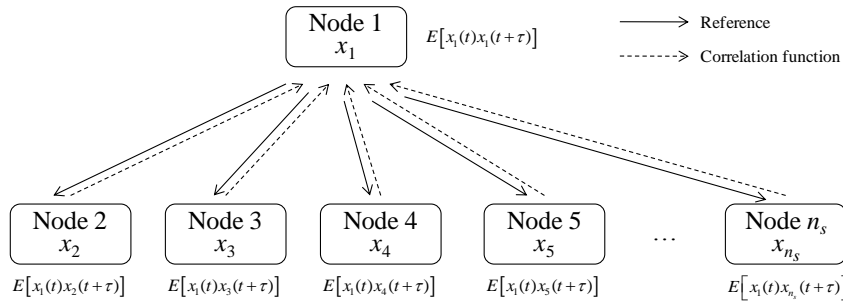 Node 1
x₁
E[x₁(t)x₁(t+τ)]
Reference
Correlation function
Node 2
x₂
Node 3
x₃
Node 4
x₄
Node 5
x₅
...
Node nₛ
xₙₛ
E[x₁(t)x₂(t+τ)]
E[x₁(t)x₃(t+τ)]
E[x₁(t)x₄(t+τ)]
E[x₁(t)x₅(t+τ)]
E[x₁(t)xₙₛ(t+τ)]